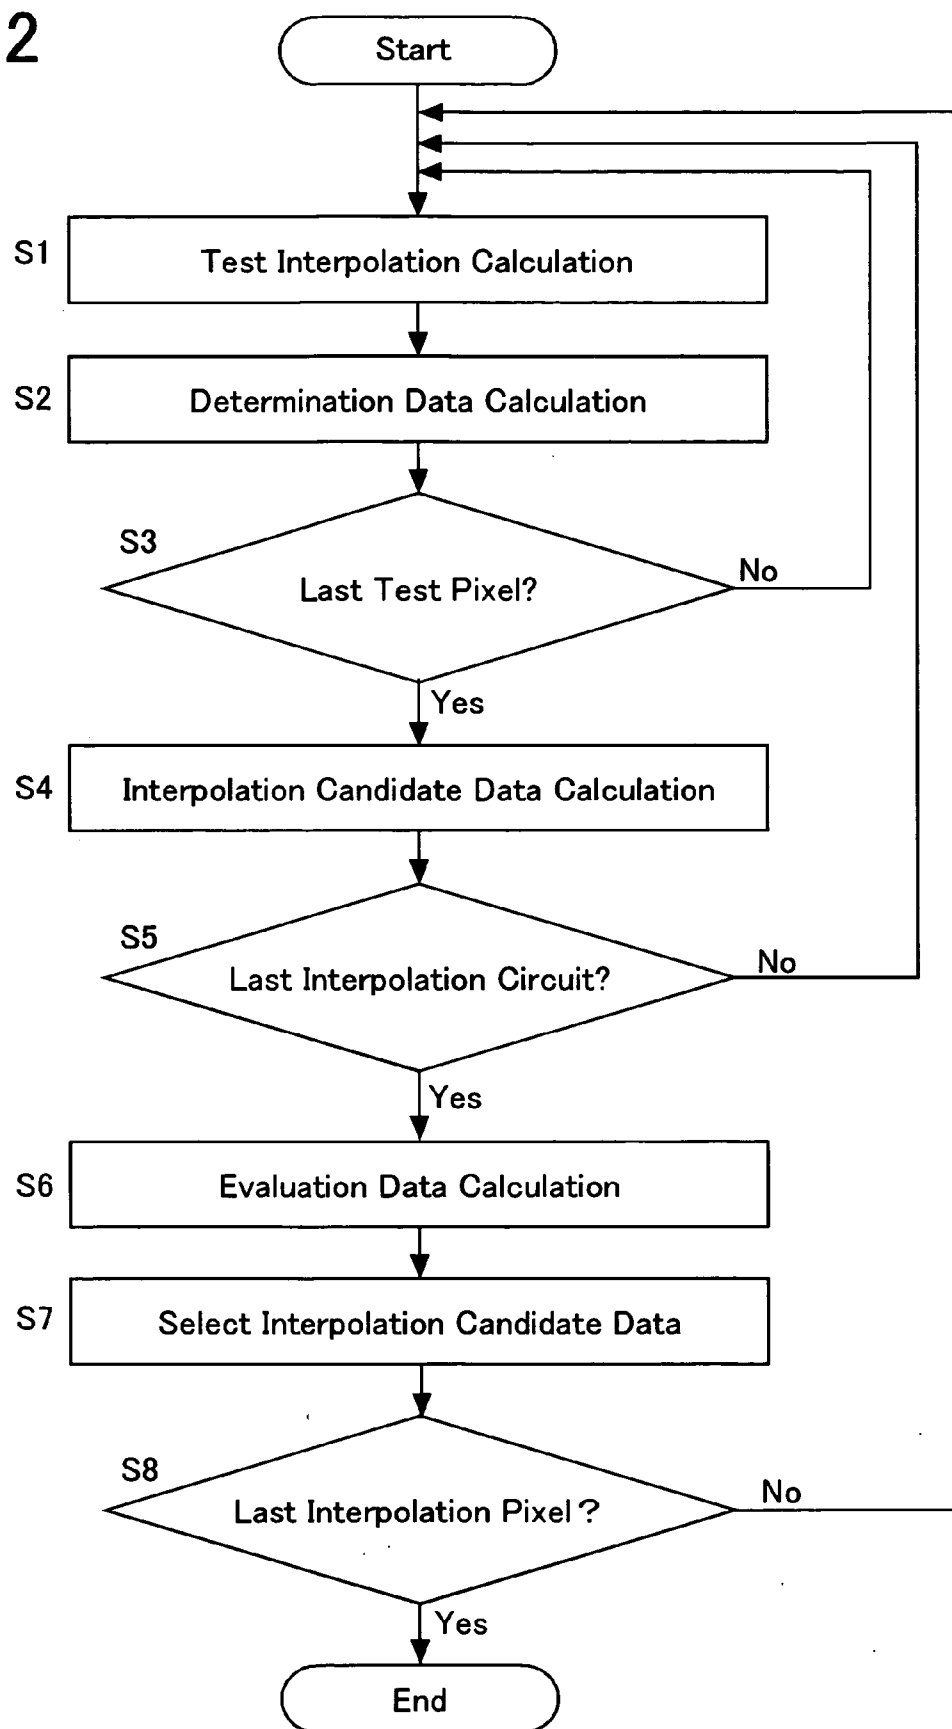 2
Start
S1
Test Interpolation Calculation
S2
Determination Data Calculation
S3
Last Test Pixel?
No
Yes
S4
Interpolation Candidate Data Calculation
S5
Last Interpolation Circuit?
No
Yes
S6
Evaluation Data Calculation
S7
Select Interpolation Candidate Data
S8
Last Interpolation Pixel?
No
Yes
End